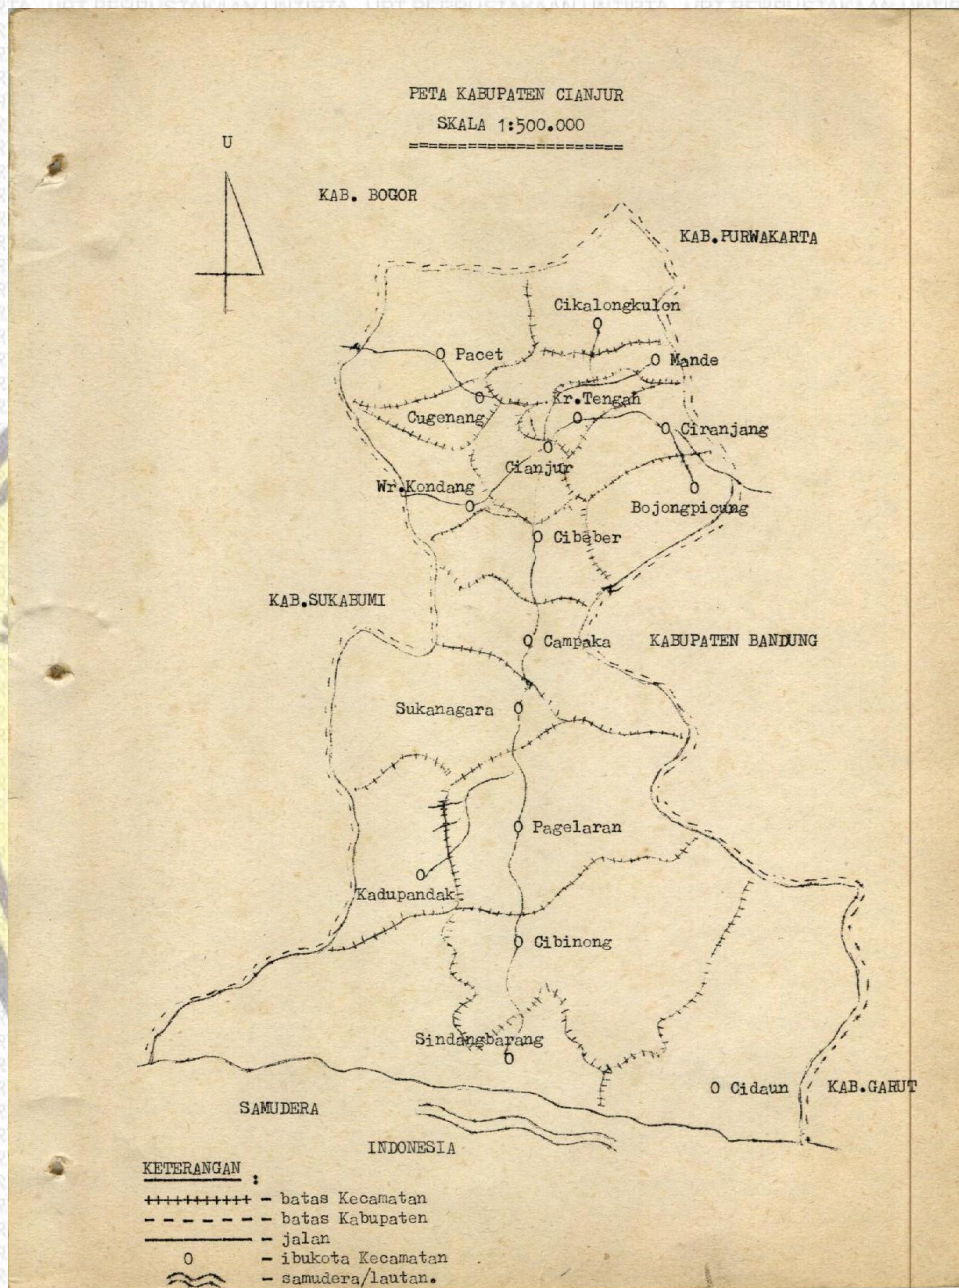 PETA KABUPATEN CIANJUR
SKALA 1:500.000
=====================
U
KAB. BOGOR
KAB.PURWAKARTA
Cikalongkulon
Pacet
Mande
Kr.Tengah
Cugenang
Ciranjang
Cianjur
Wr.Kondang
Bojongpicung
Cibeber
KAB.SUKABUMI
Campaka
KABUPATEN BANDUNG
Sukanagara
Pagelaran
Kadupandak
Cibinong
Sindangbarang
Cidaun
KAB.GARUT
SAMUDERA
INDONESIA
KETERANGAN :
+++++++++++ - batas Kecamatan
- - - - - - - - batas Kabupaten
- jalan
O - ibukota Kecamatan
- samudera/lautan.